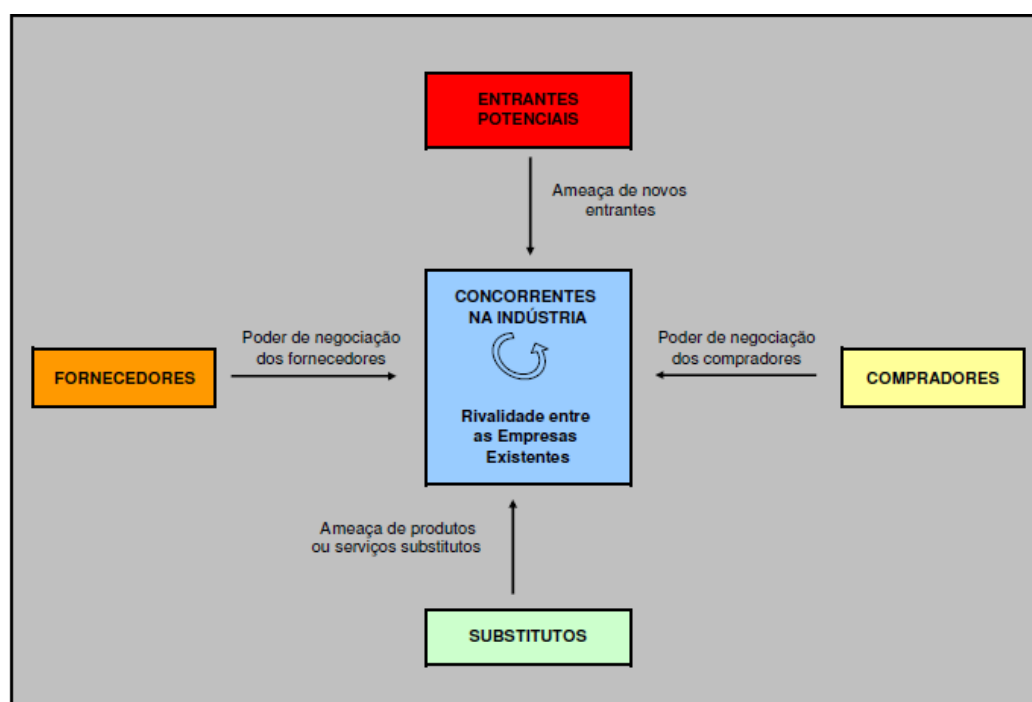 ENTRANTES
POTENCIAIS
Ameaça de novos
entrantes
CONCORRENTES
NA INDÚSTRIA
Rivalidade entre
as Empresas
Existentes
Poder de negociação
dos fornecedores
FORNECEDORES
Poder de negociação
dos compradores
COMPRADORES
Ameaça de produtos
ou serviços substitutos
SUBSTITUTOS